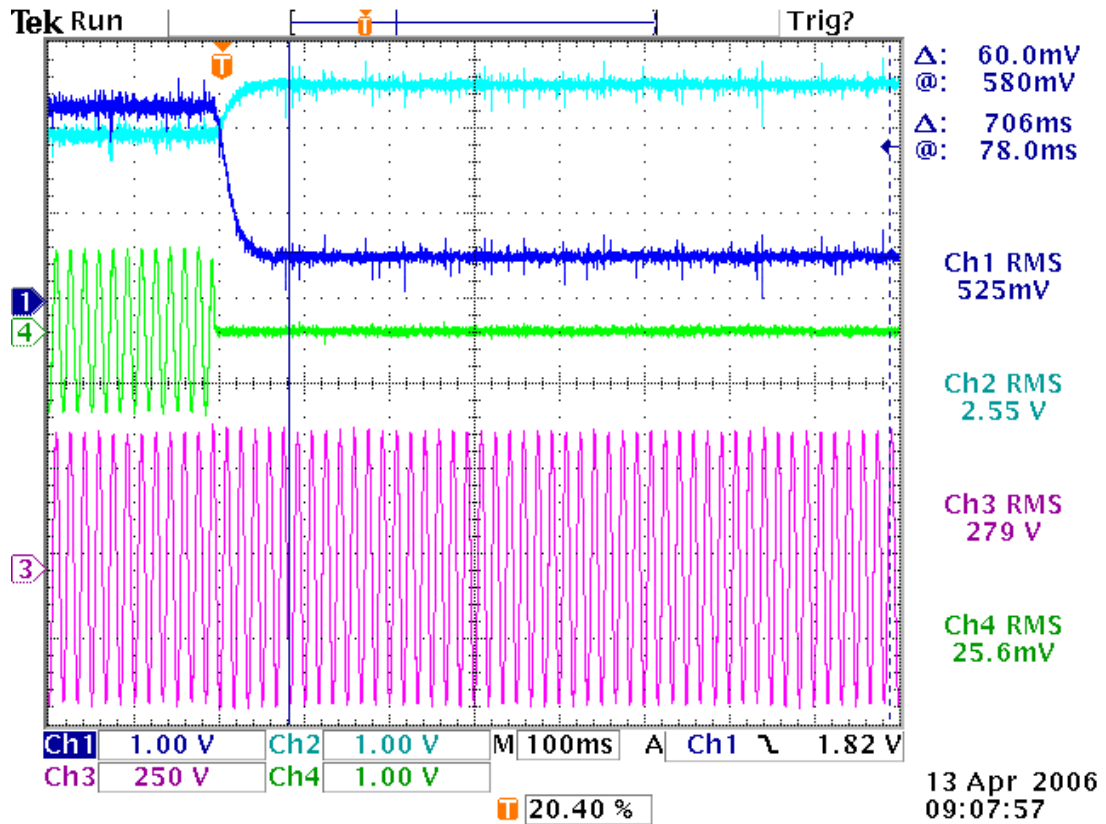 Tek Run Trig?
T
T
Δ: 60.0mV
@: 580mV
Δ: 706ms
@: 78.0ms
Ch1 RMS
525mV
1
4
Ch2 RMS
2.55 V
Ch3 RMS
279 V
3
Ch4 RMS
25.6mV
Ch1 1.00 V Ch2 1.00 V M 100ms A Ch1 1.82 V
Ch3 250 V Ch4 1.00 V
T 20.40 %
13 Apr 2006
09:07:57